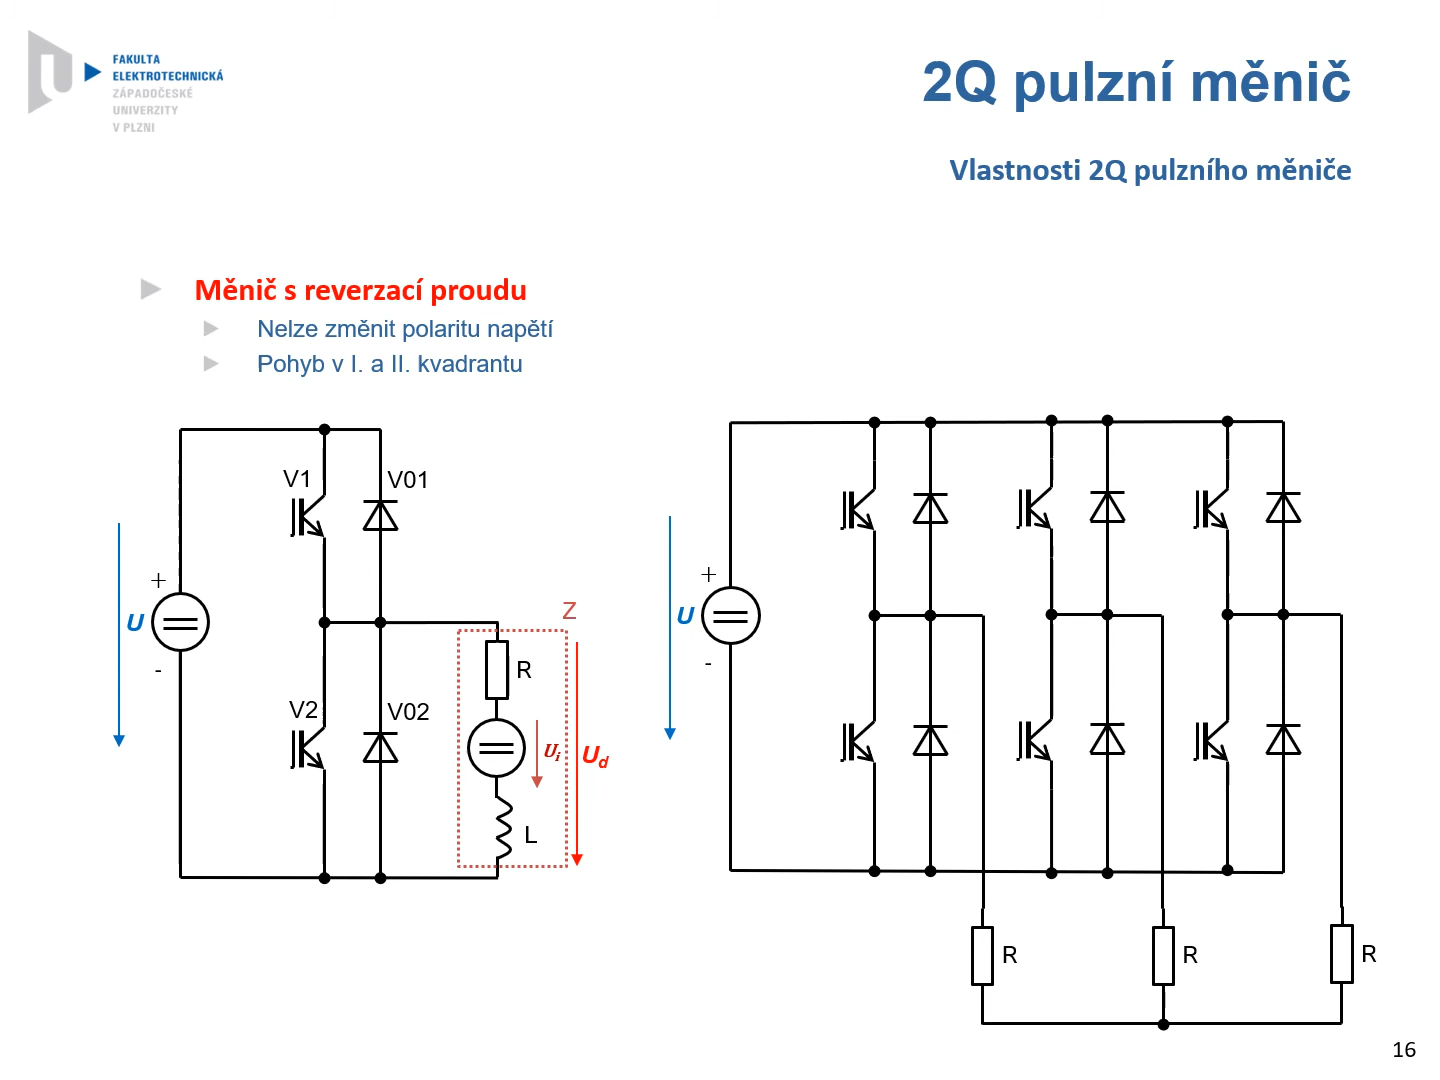 FAKULTA
ELEKTROTECHNICKÁ
ZÁPADOČESKÉ
UNIVERZITY
V PLZNI
2Q pulzní měnič
Vlastnosti 2Q pulzního měniče
Měnič s reverzací proudu
Nelze změnit polaritu napětí
Pohyb v I. a II. kvadrantu
V1
V01
+
U
-
V2
V02
Z
R
Ui
Ud
L
+
U
-
R
R
R
16